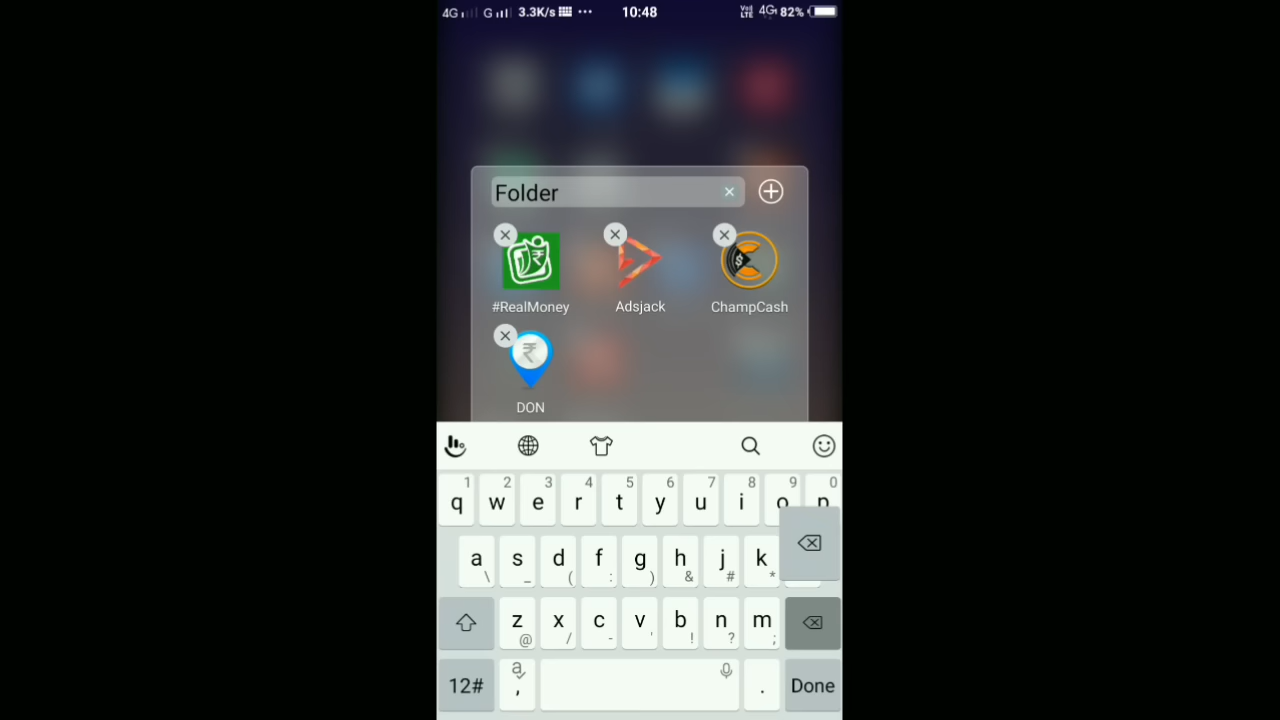 4G G 3.3K/s ... 10:48 VoLTE 4G 82%
Folder
#RealMoney Adsjack ChampCash
DON
1 2 3 4 5 6 7 8 9 0
q w e r t y u i o p
a s d f g h j k
\ _ ( : ) & # *
z x c v b n m
@ / - ' ! ? ;
12# a , . Done